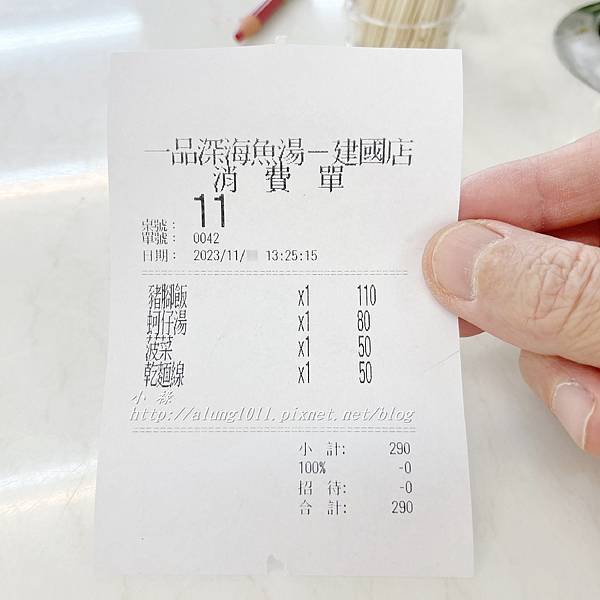 一品深海魚湯－建國店
消 費 單
桌號： 11
單號： 0042
日期： 2023/11/ 13:25:15
豬腳飯 x1 110
蚵仔湯 x1 80
菠菜 x1 50
乾麵線 x1 50
小 祿
http://alung1011.pixnet.net/blog
小 計: 290
100% -0
招 待: -0
合 計: 290